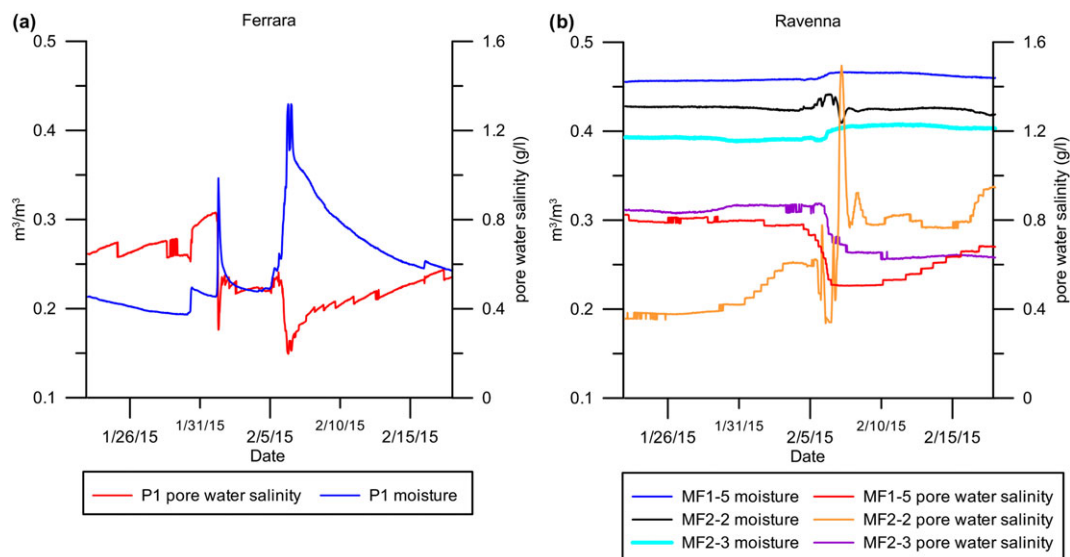 (a)
Ferrara
0.5
0.4
0.3
0.2
0.1
m³/m³
1.6
1.2
0.8
0.4
0
pore water salinity (g/l)
1/26/15
1/31/15
2/5/15
2/10/15
2/15/15
Date
P1 pore water salinity
P1 moisture
(b)
Ravenna
0.5
0.4
0.3
0.2
0.1
m³/m³
1.6
1.2
0.8
0.4
0
pore water salinity (g/l)
1/26/15
1/31/15
2/5/15
2/10/15
2/15/15
Date
MF1-5 moisture
MF1-5 pore water salinity
MF2-2 moisture
MF2-2 pore water salinity
MF2-3 moisture
MF2-3 pore water salinity